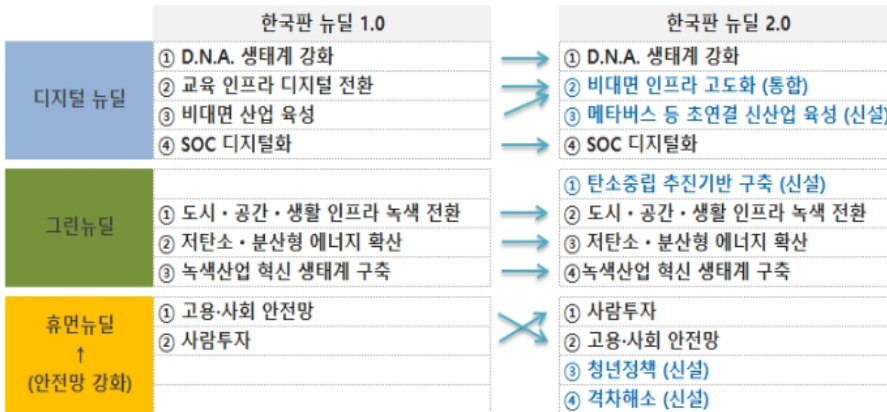 한국판 뉴딜 1.0
한국판 뉴딜 2.0
디지털 뉴딜
① D.N.A. 생태계 강화
① D.N.A. 생태계 강화
② 교육 인프라 디지털 전환
② 비대면 인프라 고도화 (통합)
③ 비대면 산업 육성
③ 메타버스 등 초연결 신산업 육성 (신설)
④ SOC 디지털화
④ SOC 디지털화
그린뉴딜
① 탄소중립 추진기반 구축 (신설)
① 도시・공간・생활 인프라 녹색 전환
② 도시・공간・생활 인프라 녹색 전환
② 저탄소・분산형 에너지 확산
③ 저탄소・분산형 에너지 확산
③ 녹색산업 혁신 생태계 구축
④녹색산업 혁신 생태계 구축
휴먼뉴딜
↑
(안전망 강화)
① 고용·사회 안전망
① 사람투자
② 사람투자
② 고용·사회 안전망
③ 청년정책 (신설)
④ 격차해소 (신설)